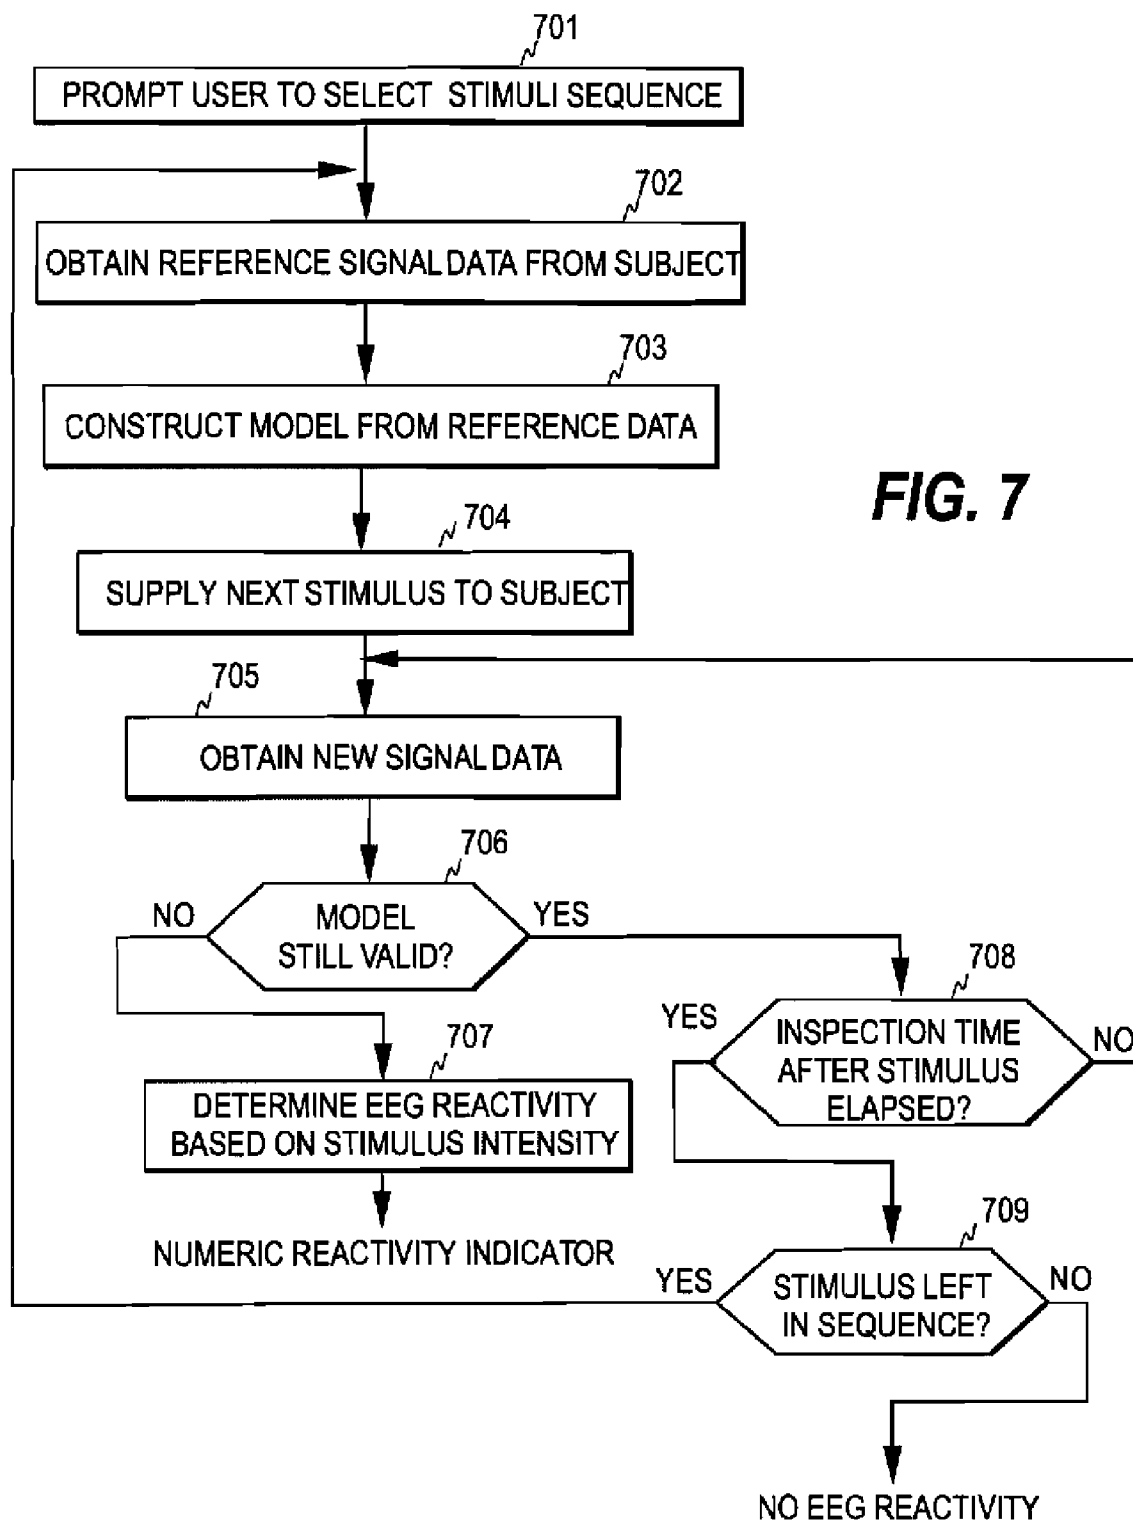 701
PROMPT USER TO SELECT STIMULI SEQUENCE
702
OBTAIN REFERENCE SIGNAL DATA FROM SUBJECT
703
CONSTRUCT MODEL FROM REFERENCE DATA
FIG. 7
704
SUPPLY NEXT STIMULUS TO SUBJECT
705
OBTAIN NEW SIGNAL DATA
706
NO
MODEL
STILL VALID?
YES
707
DETERMINE EEG REACTIVITY
BASED ON STIMULUS INTENSITY
NUMERIC REACTIVITY INDICATOR
708
YES
INSPECTION TIME
AFTER STIMULUS
ELAPSED?
NO
709
YES
STIMULUS LEFT
IN SEQUENCE?
NO
NO EEG REACTIVITY